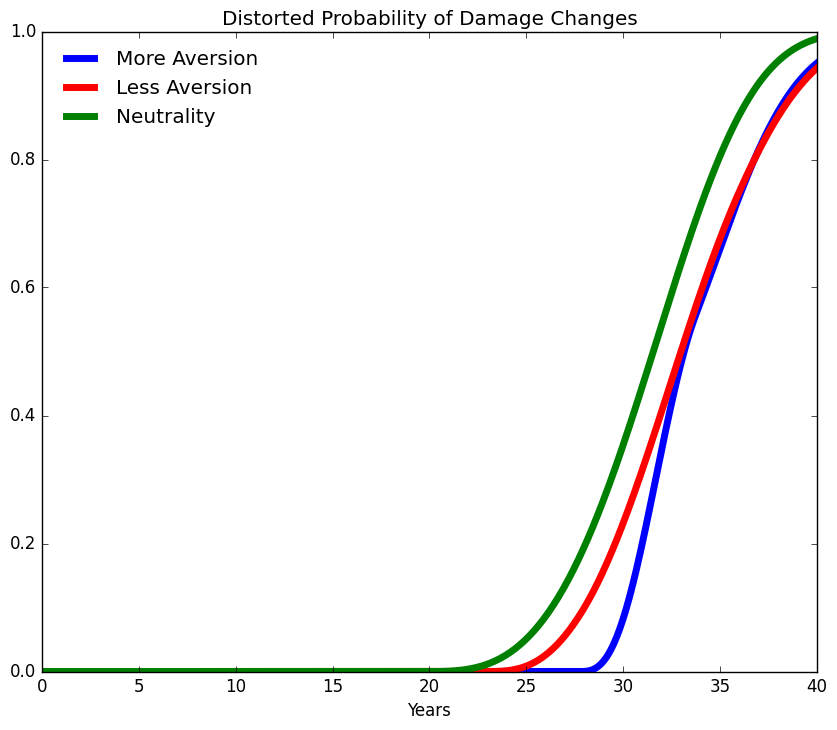 Distorted Probability of Damage Changes
1.0
0.8
0.6
0.4
0.2
0.0
More Aversion
Less Aversion
Neutrality
0 5 10 15 20 25 30 35 40
Years